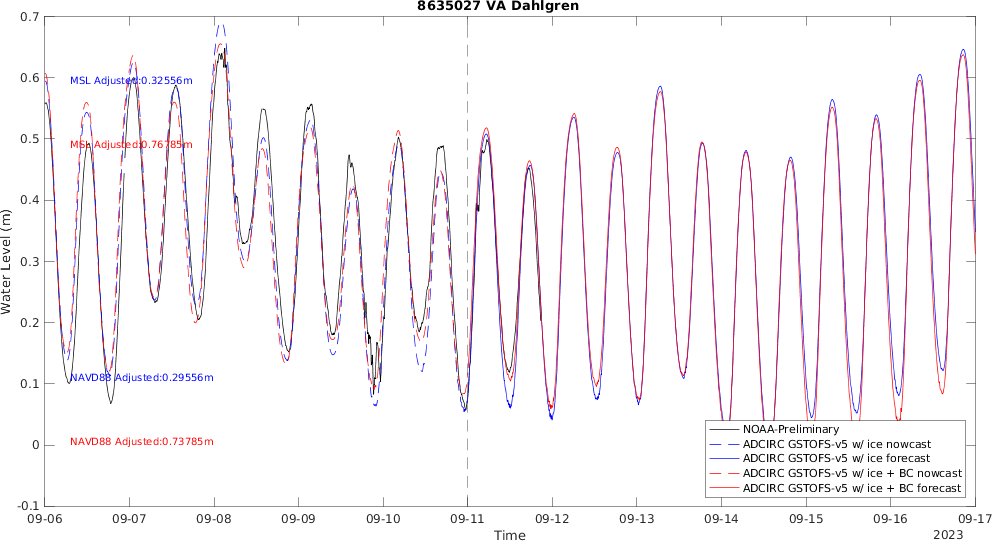 8635027 VA Dahlgren
Water Level (m)
0.7
0.6
0.5
0.4
0.3
0.2
0.1
0
-0.1
MSL Adjusted:0.32556m
MSL Adjusted:0.76785m
NAVD88 Adjusted:0.29556m
NAVD88 Adjusted:0.73785m
NOAA-Preliminary
ADCIRC GSTOFS-v5 w/ ice nowcast
ADCIRC GSTOFS-v5 w/ ice forecast
ADCIRC GSTOFS-v5 w/ ice + BC nowcast
ADCIRC GSTOFS-v5 w/ ice + BC forecast
09-06 09-07 09-08 09-09 09-10 09-11 09-12 09-13 09-14 09-15 09-16 09-17
Time
2023